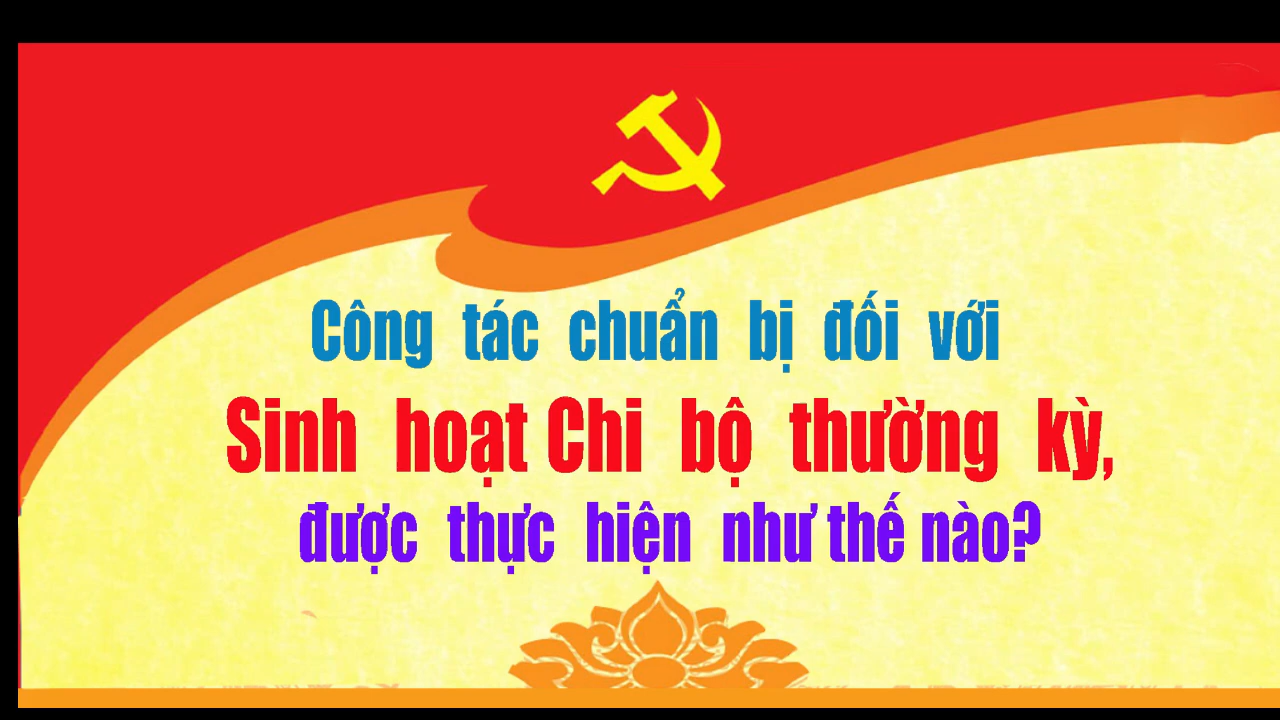 Công tác chuẩn bị đối với
Sinh hoạt Chi bộ thường kỳ,
được thực hiện như thế nào?